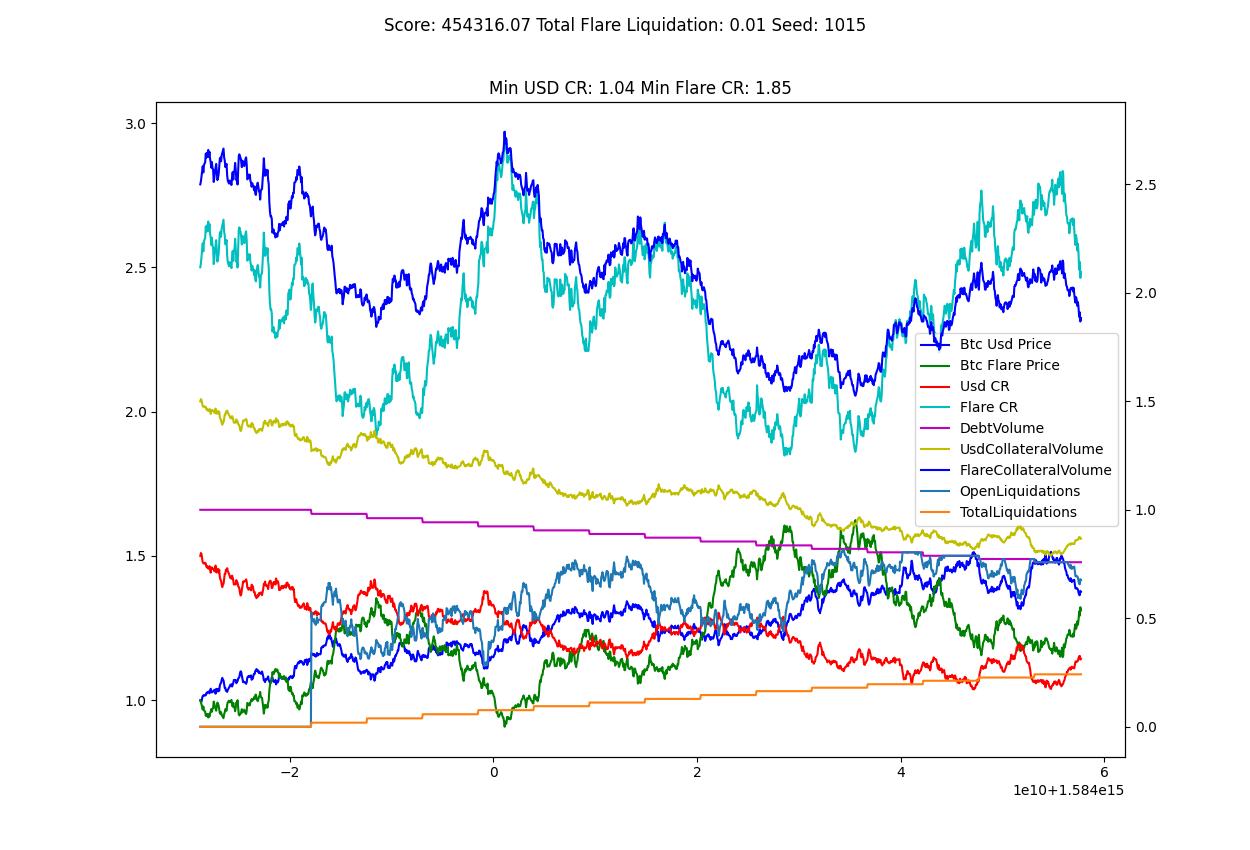 Score: 454316.07 Total Flare Liquidation: 0.01 Seed: 1015
Min USD CR: 1.04 Min Flare CR: 1.85
3.0
2.5
2.0
1.5
1.0
2.5
2.0
1.5
1.0
0.5
0.0
Btc Usd Price
Btc Flare Price
Usd CR
Flare CR
DebtVolume
UsdCollateralVolume
FlareCollateralVolume
OpenLiquidations
TotalLiquidations
−2 0 2 4 6
1e10+1.584e15